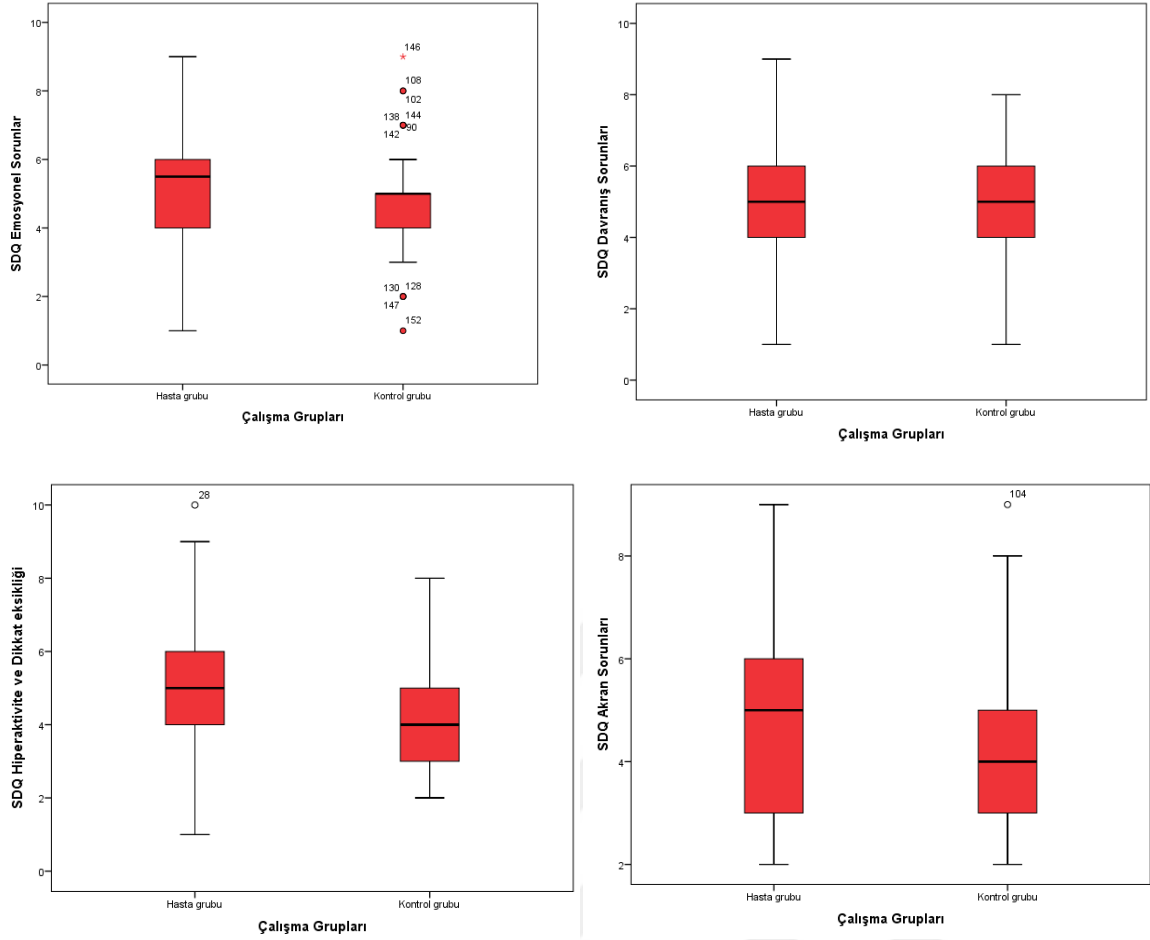 SDQ Emosyonel Sorunlar
10
8
6
4
2
0
146
108
102
138 144
142 90
130 128
147
152
Hasta grubu Kontrol grubu
Çalışma Grupları
SDQ Davranış Sorunları
10
8
6
4
2
0
Hasta grubu Kontrol grubu
Çalışma Grupları
SDQ Hiperaktivite ve Dikkat eksikliği
10
8
6
4
2
0
28
Hasta grubu Kontrol grubu
Çalışma Grupları
SDQ Akran Sorunları
8
6
4
2
104
Hasta grubu Kontrol grubu
Çalışma Grupları